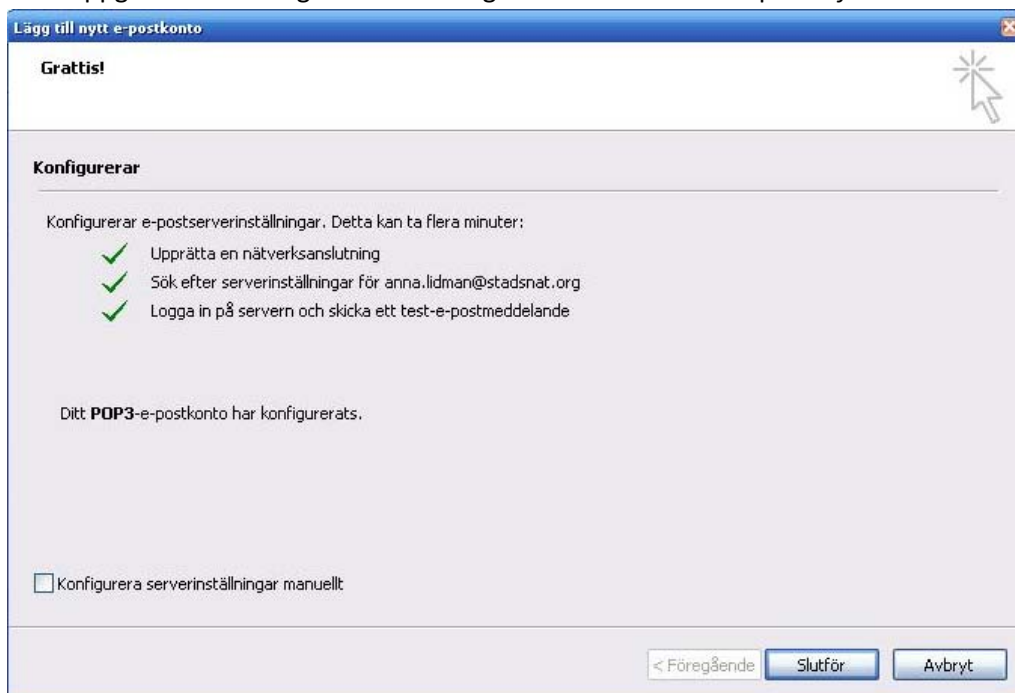 Lägg till nytt e-postkonto
Grattis!
Konfigurerar
Konfigurerar e-postserverinställningar. Detta kan ta flera minuter:
Upprätta en nätverksanslutning
Sök efter serverinställningar för anna.lidman@stadsnat.org
Logga in på servern och skicka ett test-e-postmeddelande
Ditt POP3-e-postkonto har konfigurerats.
Konfigurera serverinställningar manuellt
< Föregående
Slutför
Avbryt